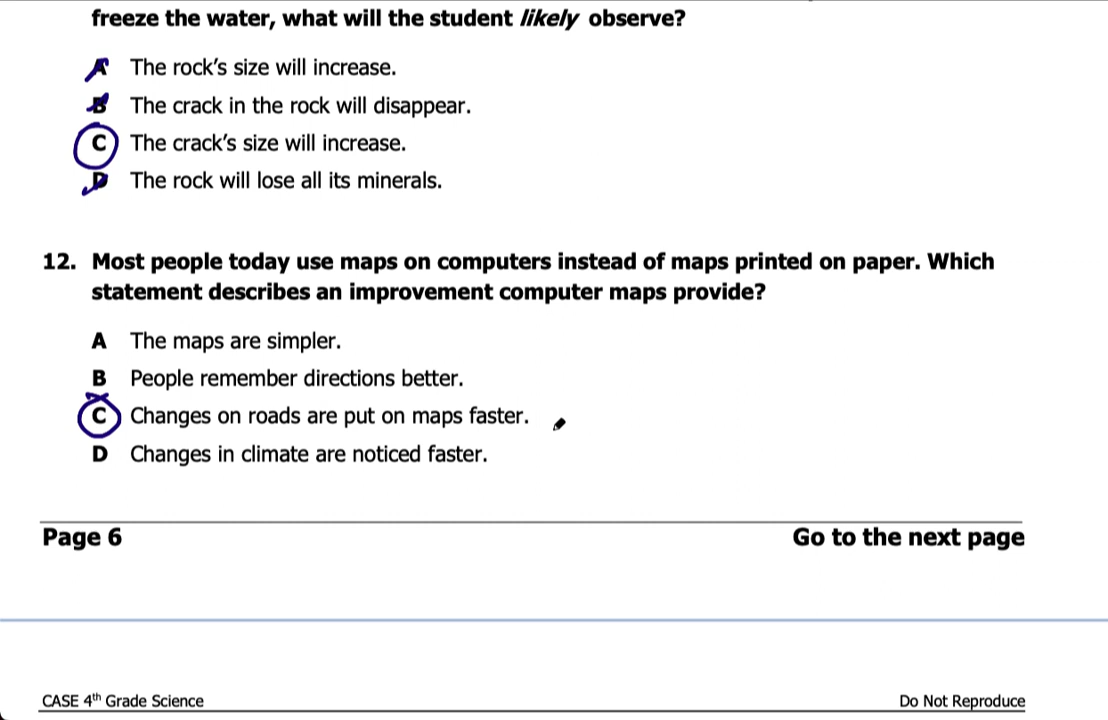 freeze the water, what will the student likely observe?
A The rock's size will increase.
B The crack in the rock will disappear.
C The crack's size will increase.
D The rock will lose all its minerals.
12. Most people today use maps on computers instead of maps printed on paper. Which
statement describes an improvement computer maps provide?
A The maps are simpler.
B People remember directions better.
C Changes on roads are put on maps faster.
D Changes in climate are noticed faster.
Page 6 Go to the next page
CASE 4th Grade Science Do Not Reproduce